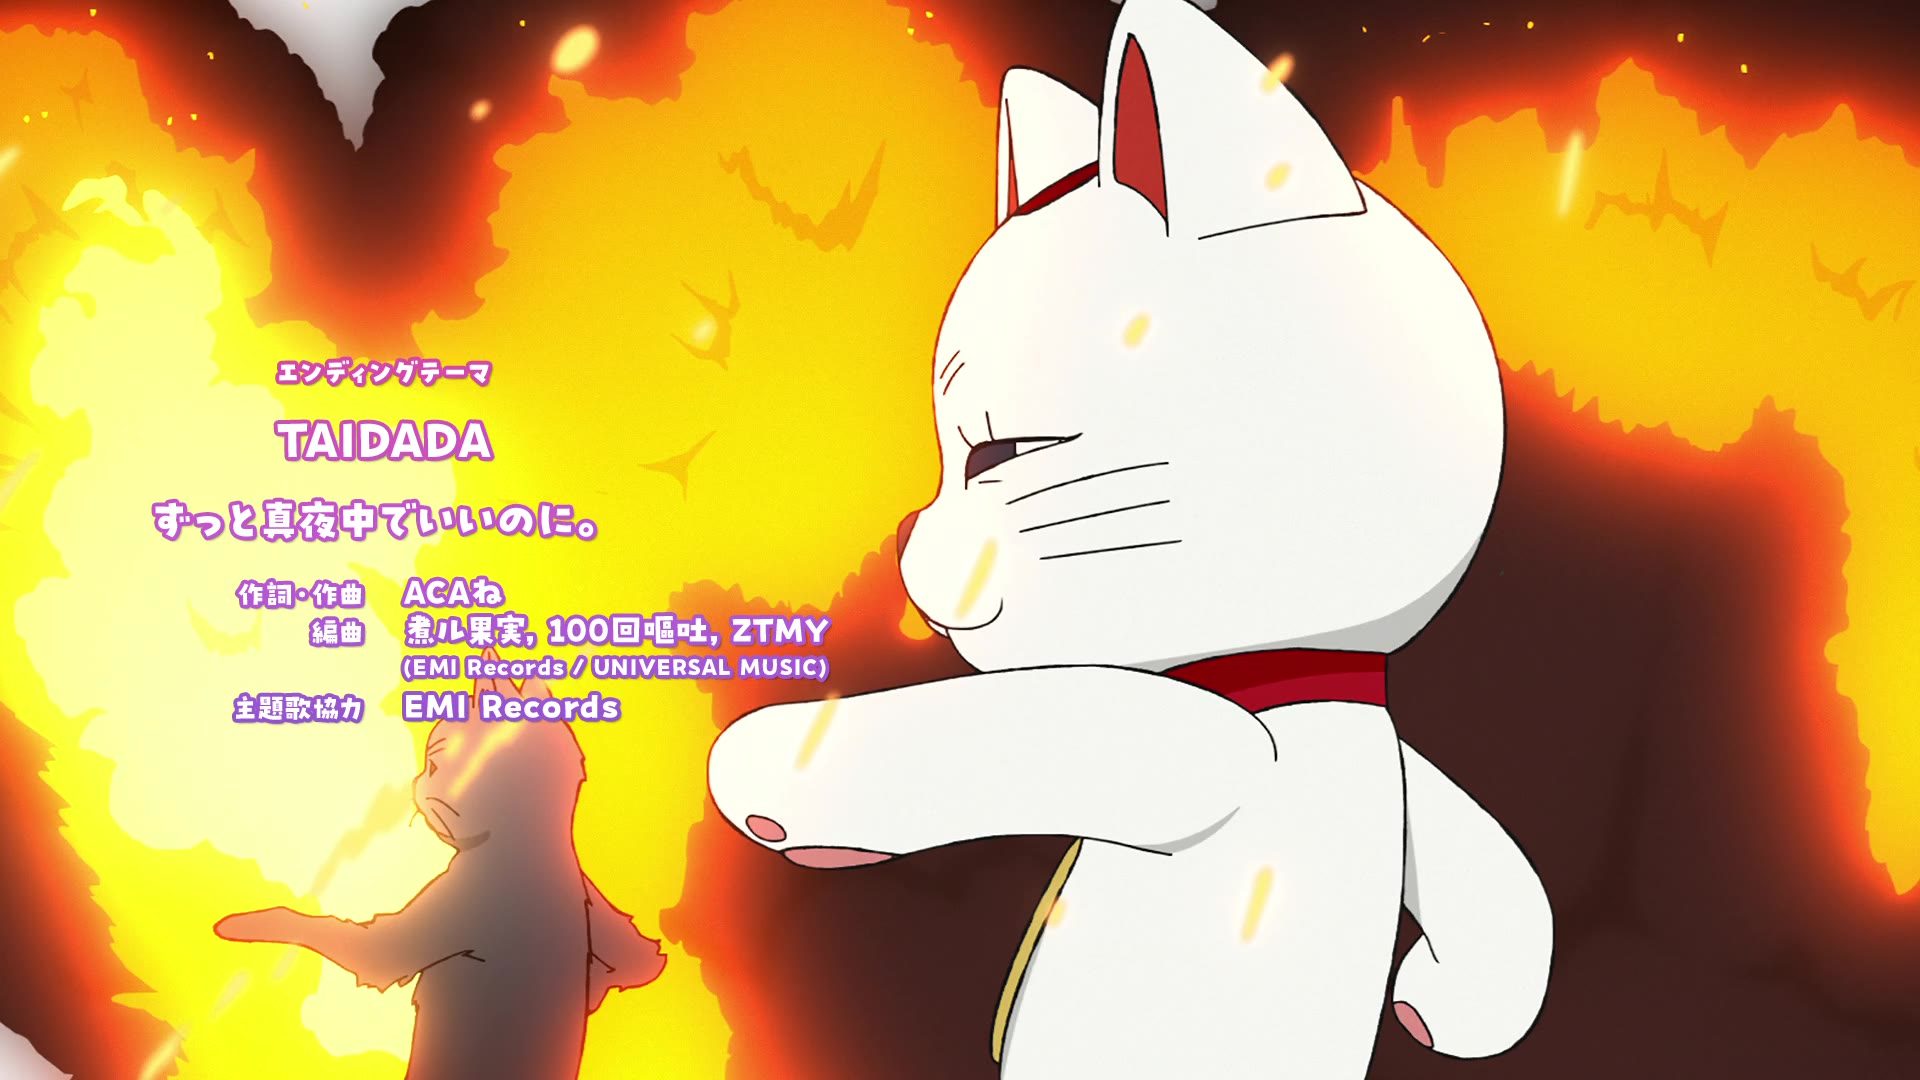 エンディングテーマ
TAIDADA
ずっと真夜中でいいのに。
作詞・作曲 ACAね
編曲 煮ル果実, 100回嘔吐, ZTMY
(EMI Records / UNIVERSAL MUSIC)
主題歌協力 EMI Records